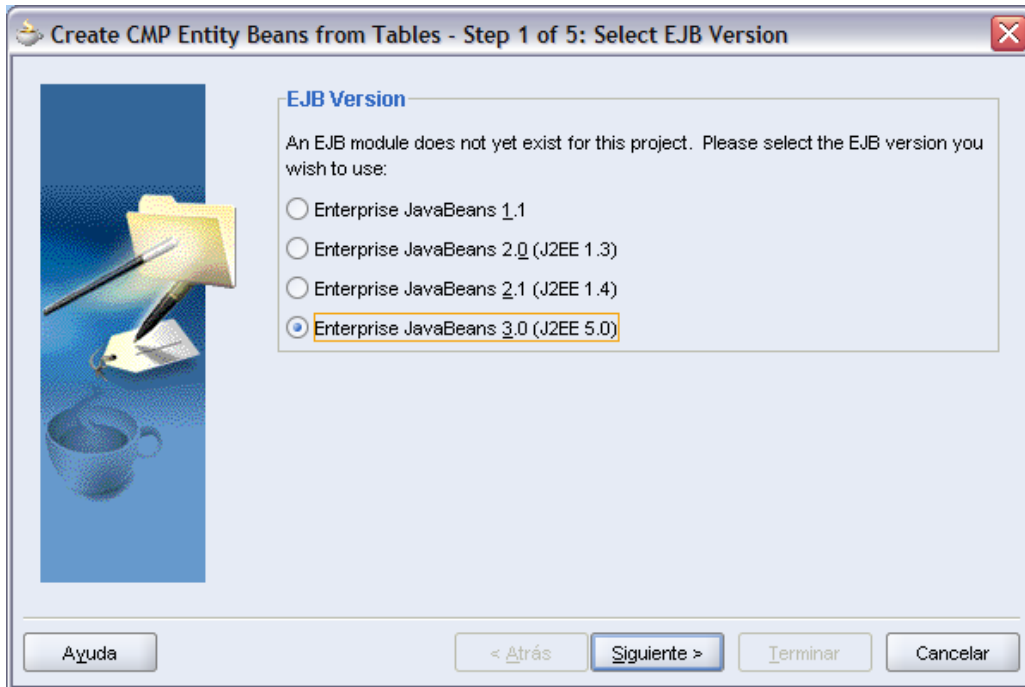 Create CMP Entity Beans from Tables - Step 1 of 5: Select EJB Version
EJB Version
An EJB module does not yet exist for this project.  Please select the EJB version you
wish to use:
Enterprise JavaBeans 1.1
Enterprise JavaBeans 2.0 (J2EE 1.3)
Enterprise JavaBeans 2.1 (J2EE 1.4)
Enterprise JavaBeans 3.0 (J2EE 5.0)
Ayuda
< Atrás
Siguiente >
Terminar
Cancelar